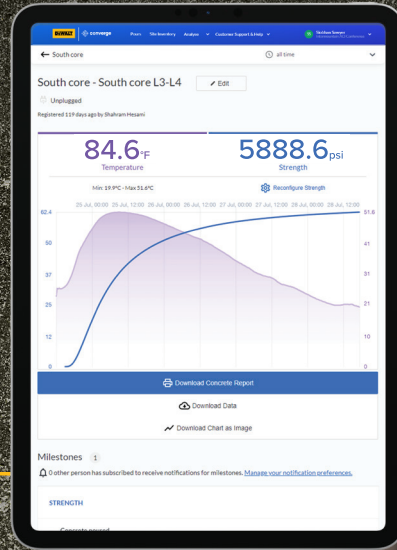 DEWALT converge Pours Site Inventory Analyse Customer Support & Help
← South core all time
South core - South core L3-L4 Edit
Unplugged
Registered 119 days ago by Shahram Hesami
84.6°F 5888.6psi
Temperature Strength
Min 19.9°C - Max 51.6°C Reconfigure Strength
25 Jul, 00:00 25 Jul, 12:00 26 Jul, 00:00 26 Jul, 12:00 27 Jul, 00:00 27 Jul, 12:00 28 Jul, 00:00 28 Jul, 12:00
62.4 51.6
50 41
37 31
25 21
12 10
0 0
Download Concrete Report
Download Data
Download Chart as Image
Milestones 1
0 other person has subscribed to receive notifications for milestones. Manage your notification preferences.
STRENGTH
Concrete poured